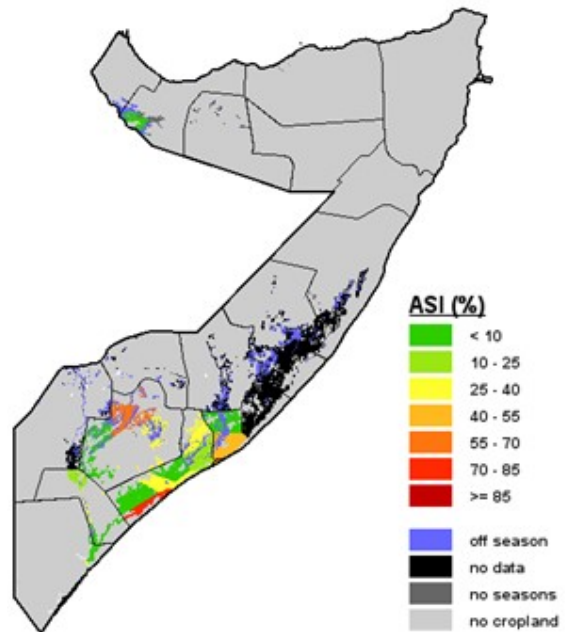 ASI (%)
< 10
10 - 25
25 - 40
40 - 55
55 - 70
70 - 85
>= 85
off season
no data
no seasons
no cropland